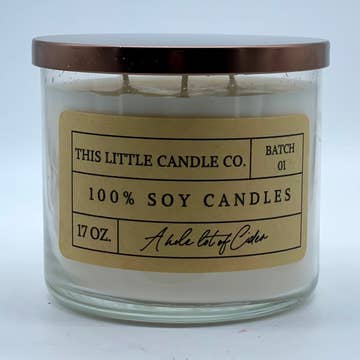 THIS LITTLE CANDLE CO.
BATCH
01
100% SOY CANDLES
17 OZ.
A hole lot of Cider